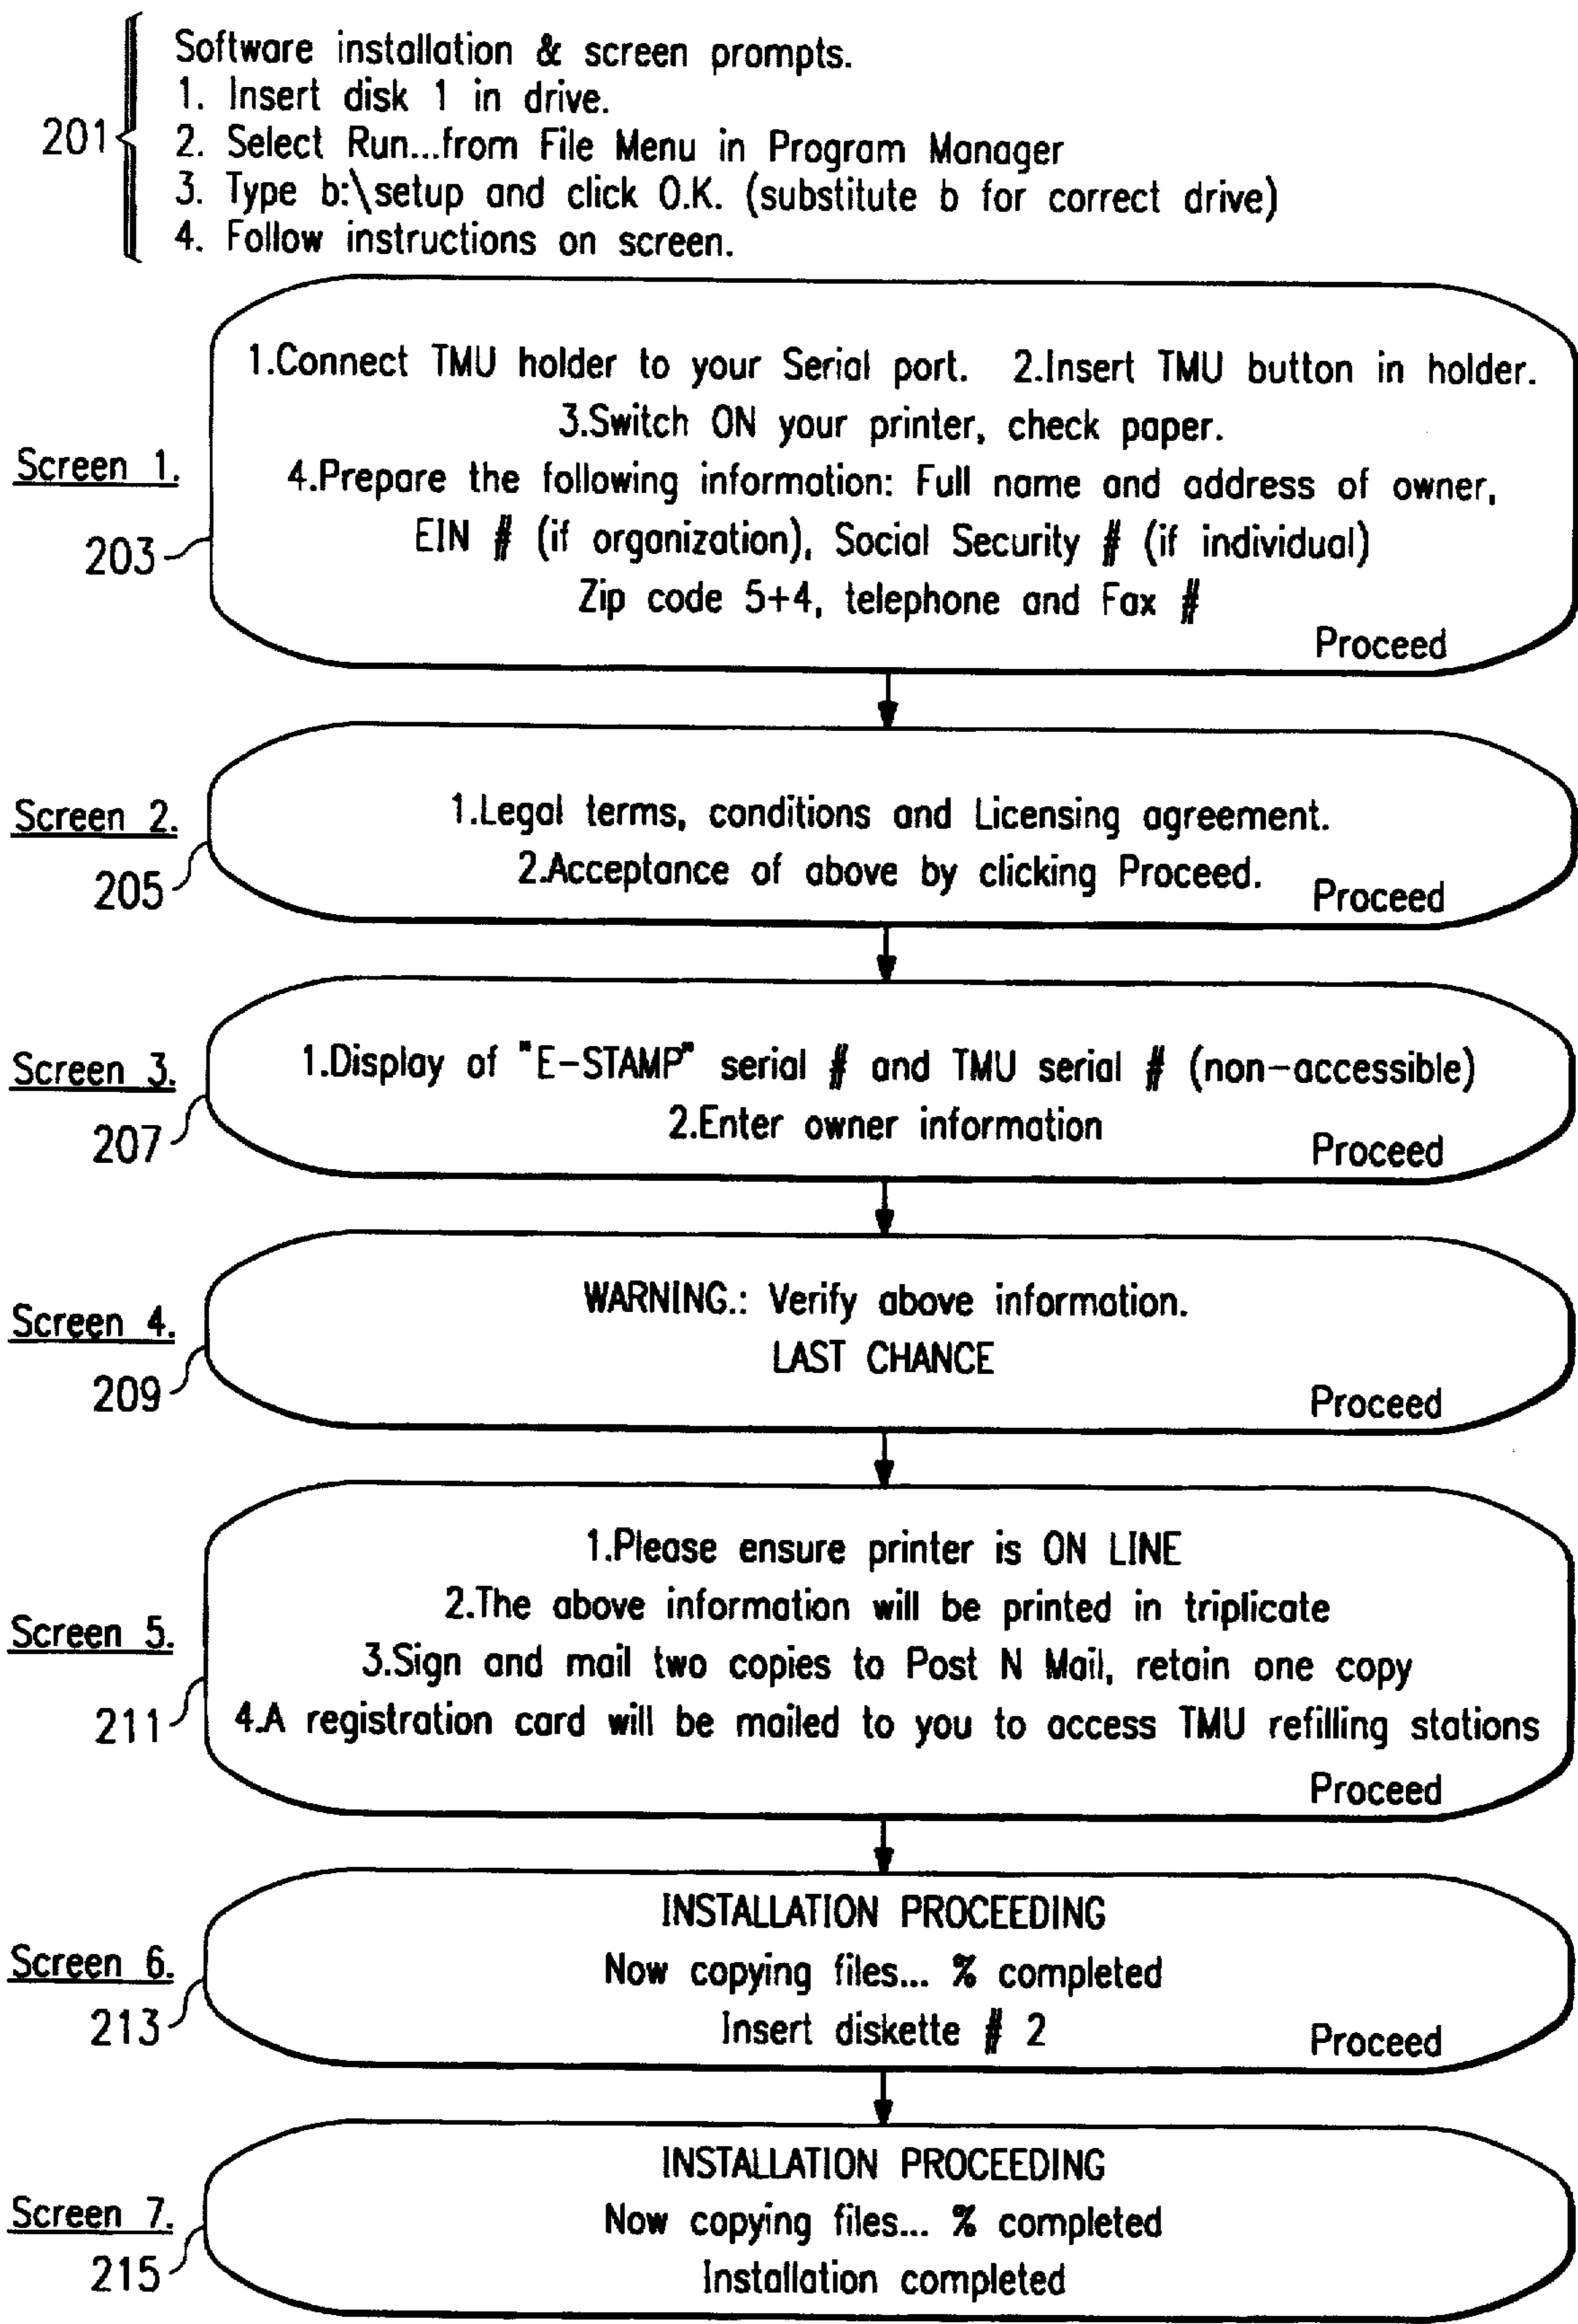 Software installation & screen prompts.
1. Insert disk 1 in drive.
201
2. Select Run...from File Menu in Program Manager
3. Type b:\setup and click O.K. (substitute b for correct drive)
4. Follow instructions on screen.
1.Connect TMU holder to your Serial port. 2.Insert TMU button in holder.
3.Switch ON your printer, check paper.
Screen 1.
4.Prepare the following information: Full name and address of owner,
EIN # (if organization), Social Security # (if individual)
203
Zip code 5+4, telephone and Fax #
Proceed
Screen 2.
1.Legal terms, conditions and Licensing agreement.
2.Acceptance of above by clicking Proceed.
205
Proceed
Screen 3.
1.Display of "E-STAMP" serial # and TMU serial # (non-accessible)
2.Enter owner information
207
Proceed
WARNING.: Verify above information.
Screen 4.
LAST CHANCE
209
Proceed
1.Please ensure printer is ON LINE
2.The above information will be printed in triplicate
Screen 5.
3.Sign and mail two copies to Post N Mail, retain one copy
211
4.A registration card will be mailed to you to access TMU refilling stations
Proceed
INSTALLATION PROCEEDING
Screen 6.
Now copying files... % completed
213
Insert diskette # 2
Proceed
INSTALLATION PROCEEDING
Screen 7.
Now copying files... % completed
215
Installation completed